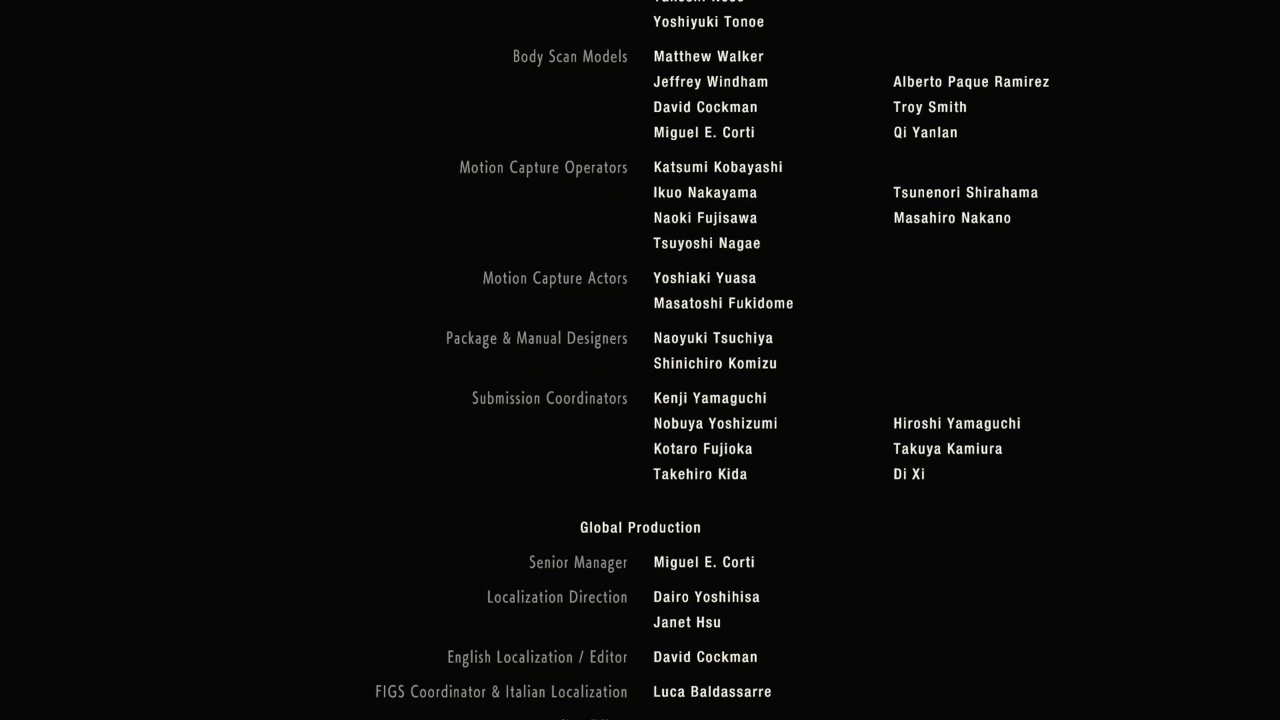 Yoshiyuki Tonoe
Body Scan Models Matthew Walker
Jeffrey Windham Alberto Paque Ramirez
David Cockman Troy Smith
Miguel E. Corti Qi Yanlan
Motion Capture Operators Katsumi Kobayashi
Ikuo Nakayama Tsunenori Shirahama
Naoki Fujisawa Masahiro Nakano
Tsuyoshi Nagae
Motion Capture Actors Yoshiaki Yuasa
Masatoshi Fukidome
Package & Manual Designers Naoyuki Tsuchiya
Shinichiro Komizu
Submission Coordinators Kenji Yamaguchi
Nobuya Yoshizumi Hiroshi Yamaguchi
Kotaro Fujioka Takuya Kamiura
Takehiro Kida Di Xi
Global Production
Senior Manager Miguel E. Corti
Localization Direction Dairo Yoshihisa
Janet Hsu
English Localization / Editor David Cockman
FIGS Coordinator & Italian Localization Luca Baldassarre